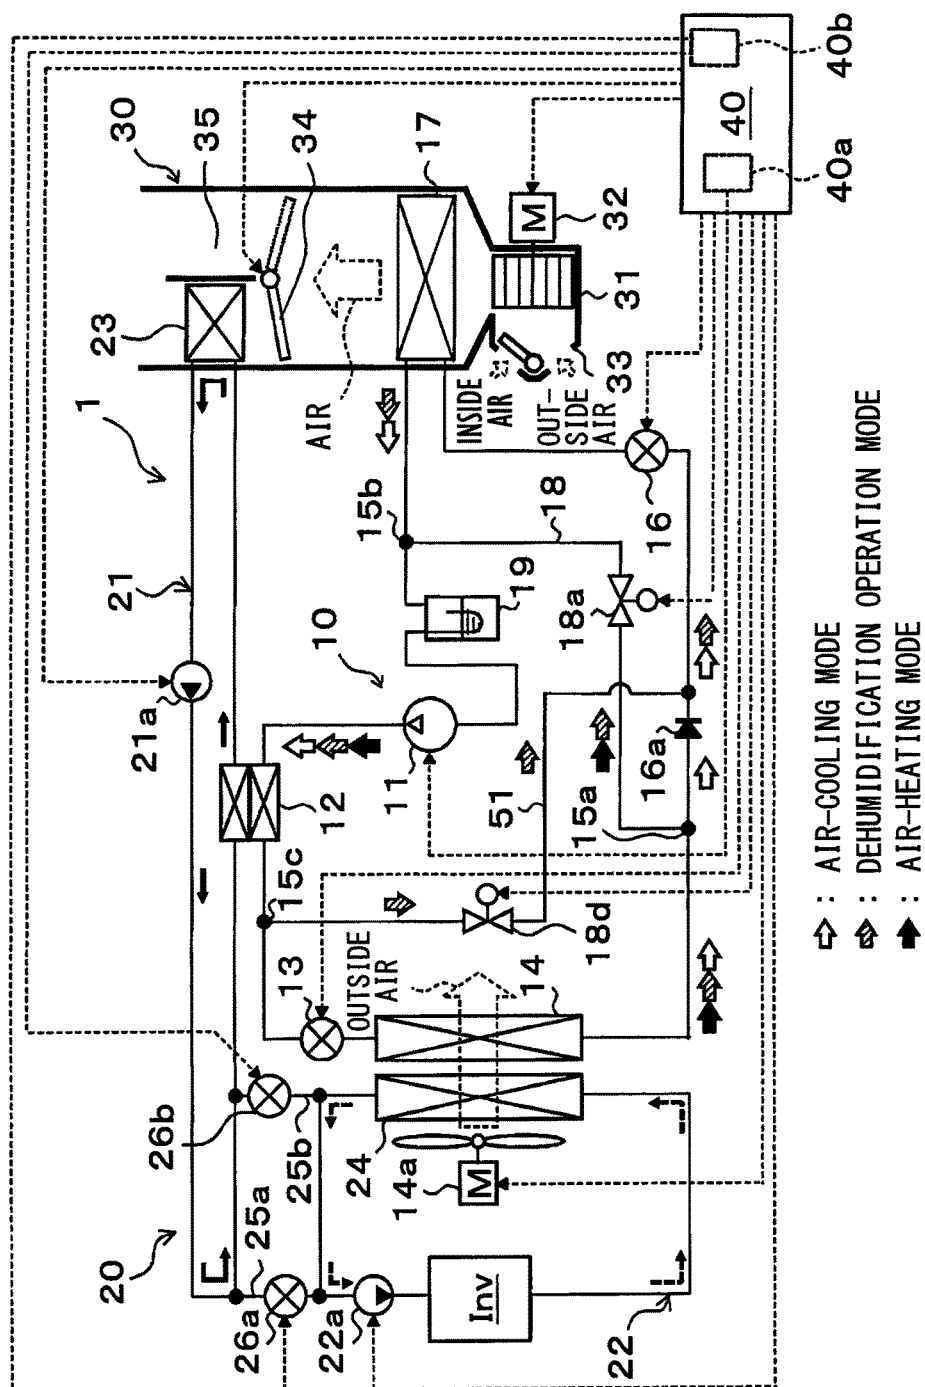 1
20
21
23
30
26b
21a
35
25a
26a
25b
15c
13
12
10
AIR
34
22a
24
OUTSIDE
AIR
14a
M
11
15b
17
Inv
14
51
19
INSIDE
AIR
18
M
32
18d
15a
18a
OUT-
SIDE
AIR
31
22
16a
16
33
40
40a
40b
: AIR-COOLING MODE
: DEHUMIDIFICATION OPERATION MODE
: AIR-HEATING MODE